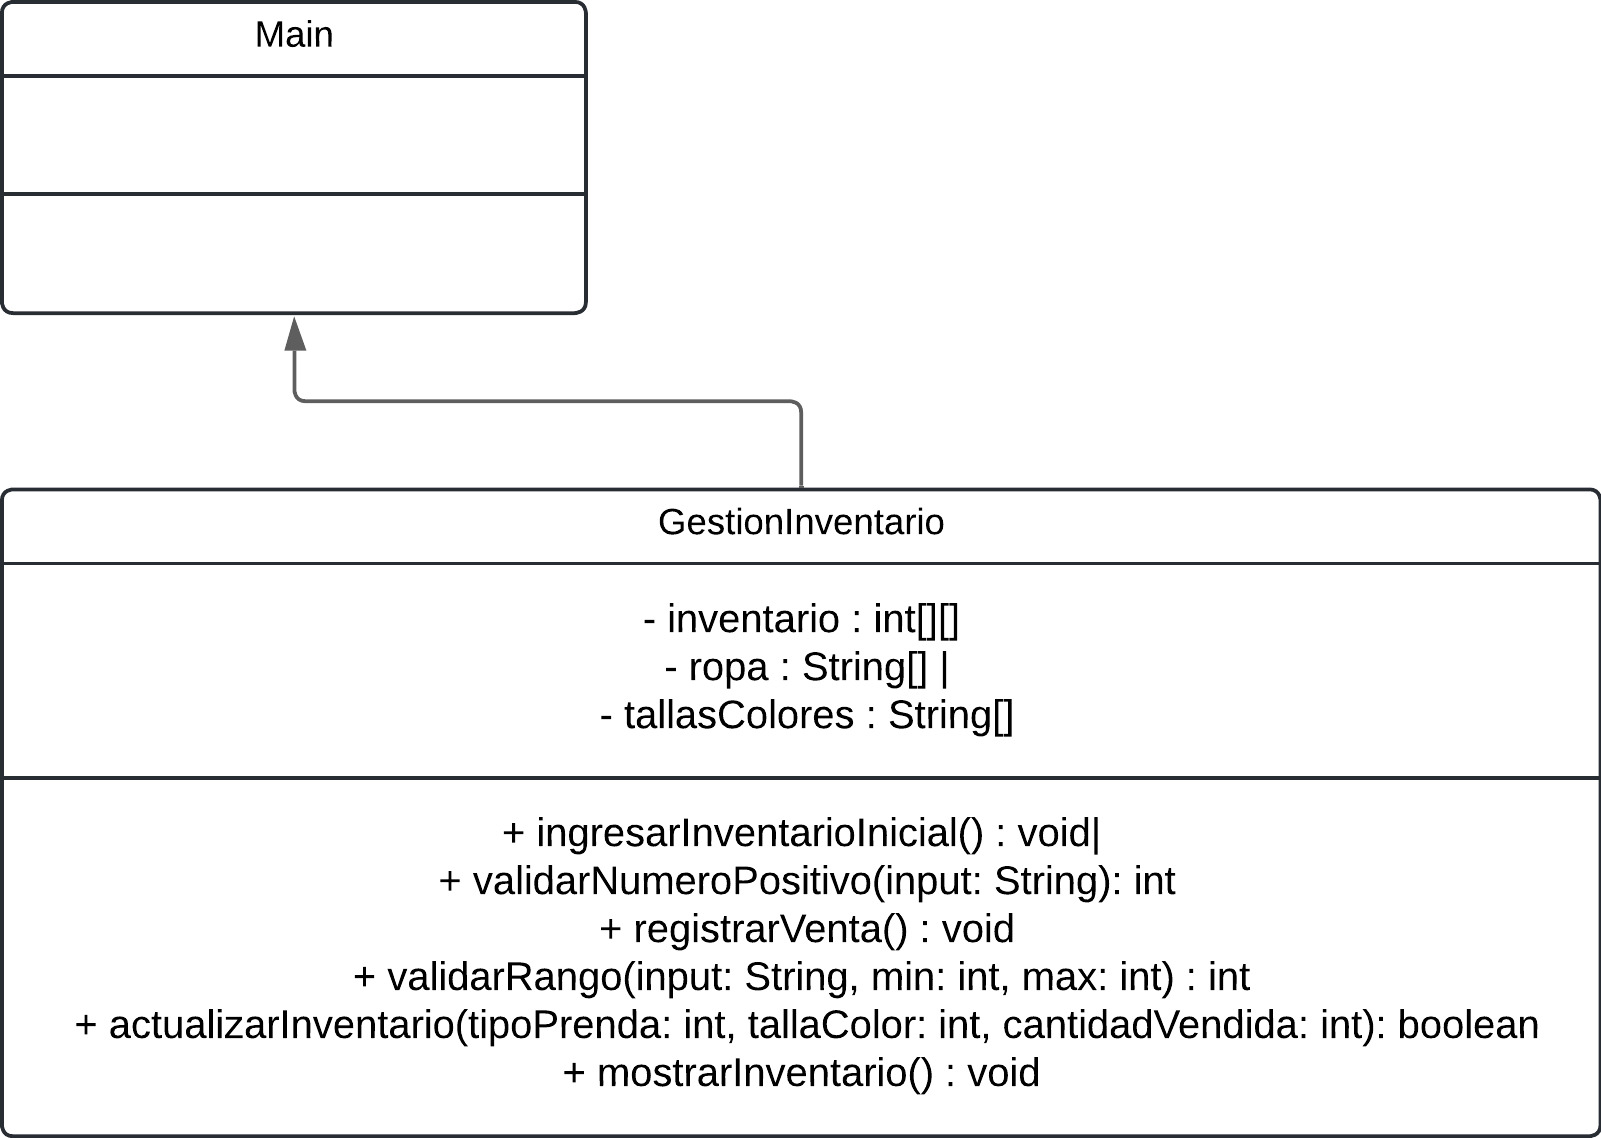 Main
GestionInventario
- inventario : int[][]
- ropa : String[] |
- tallasColores : String[]
+ ingresarInventarioInicial() : void|
+ validarNumeroPositivo(input: String): int
+ registrarVenta() : void
+ validarRango(input: String, min: int, max: int) : int
+ actualizarInventario(tipoPrenda: int, tallaColor: int, cantidadVendida: int): boolean
+ mostrarInventario() : void